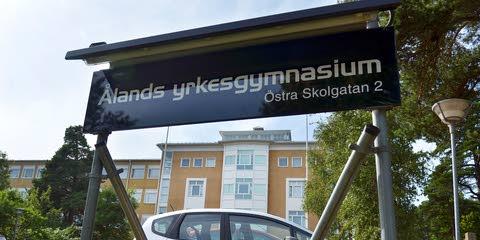 Ålands yrkesgymnasium
Östra Skolgatan 2